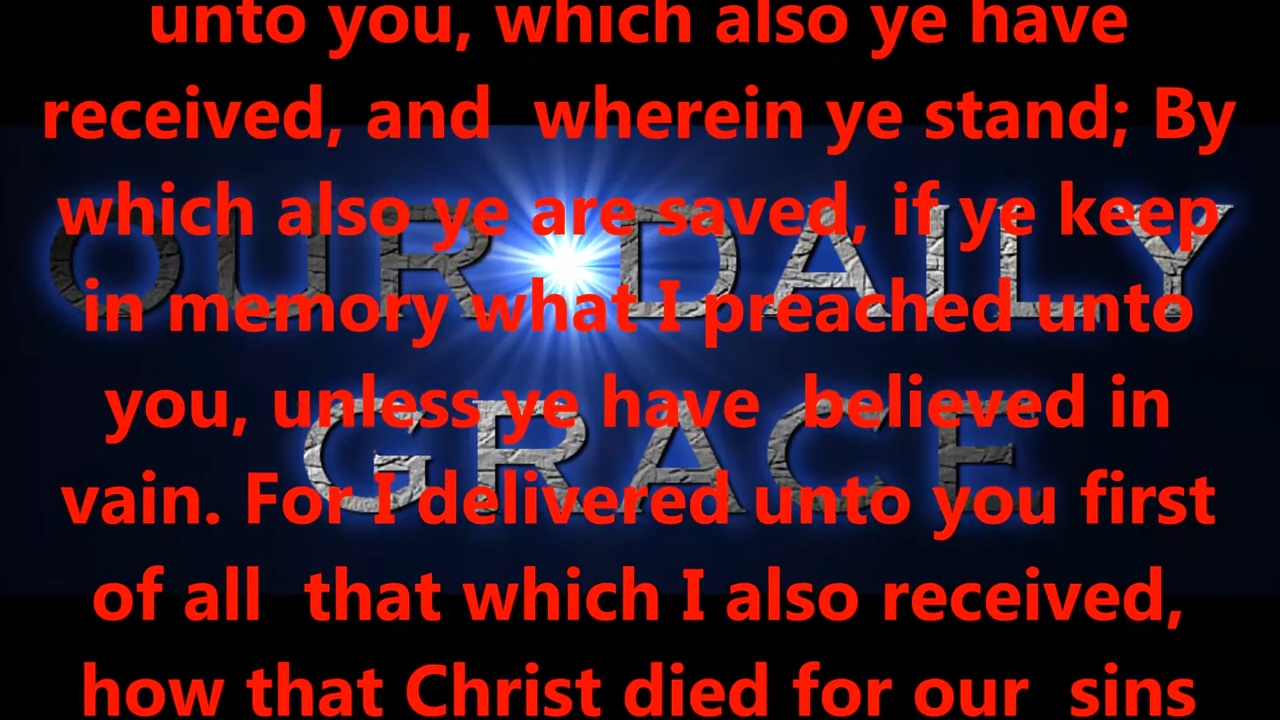 unto you, which also ye have
received, and wherein ye stand; By
which also ye are saved, if ye keep
OUR DAILY
in memory what I preached unto
you, unless ye have believed in
GRACE
vain. For I delivered unto you first
of all that which I also received,
how that Christ died for our sins